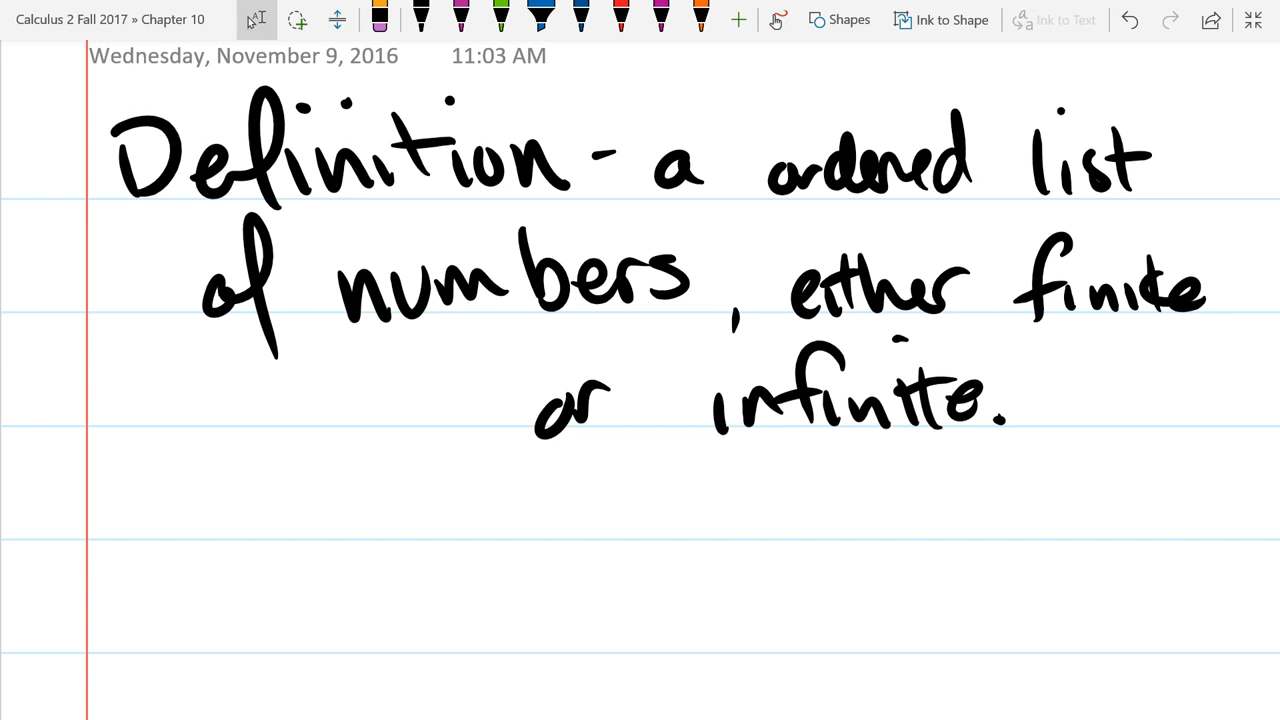 Calculus 2 Fall 2017 » Chapter 10
Shapes
Ink to Shape
Ink to Text
Wednesday, November 9, 2016 11:03 AM
Definition - a ordered list
of numbers, either finite
or infinite.